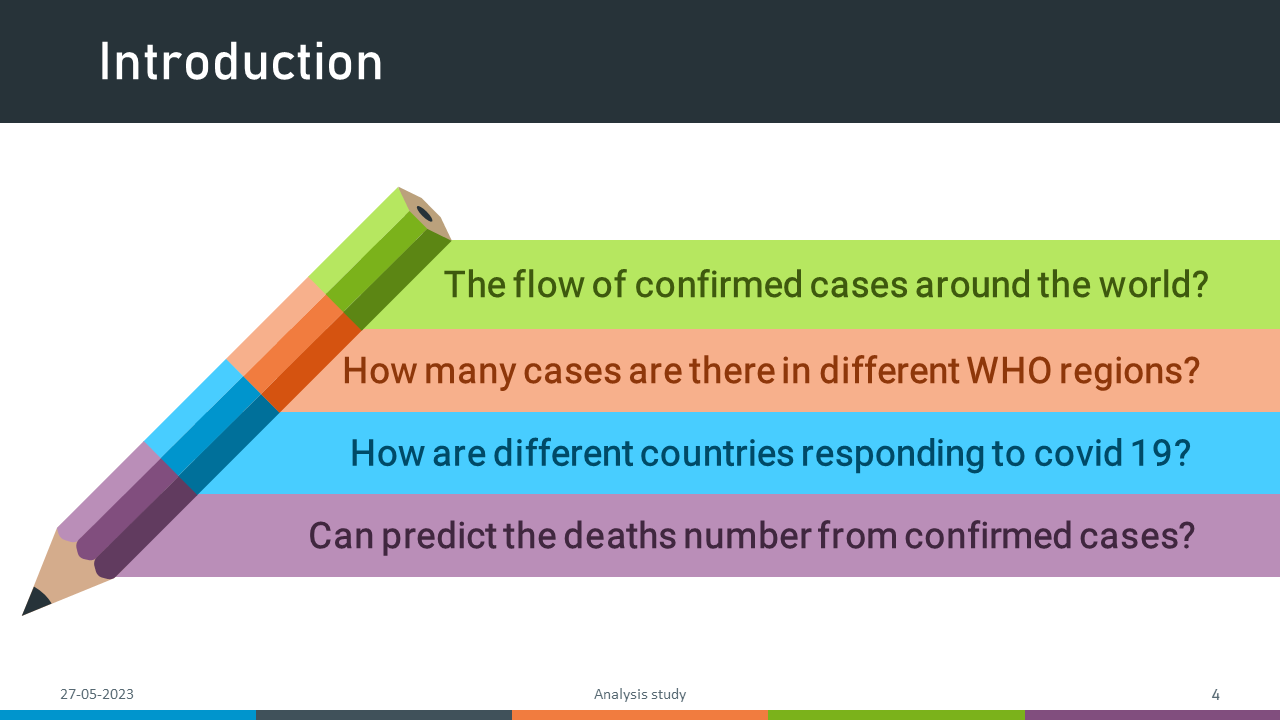 Introduction
The flow of confirmed cases around the world?
How many cases are there in different WHO regions?
How are different countries responding to covid 19?
Can predict the deaths number from confirmed cases?
27-05-2023
Analysis study
4